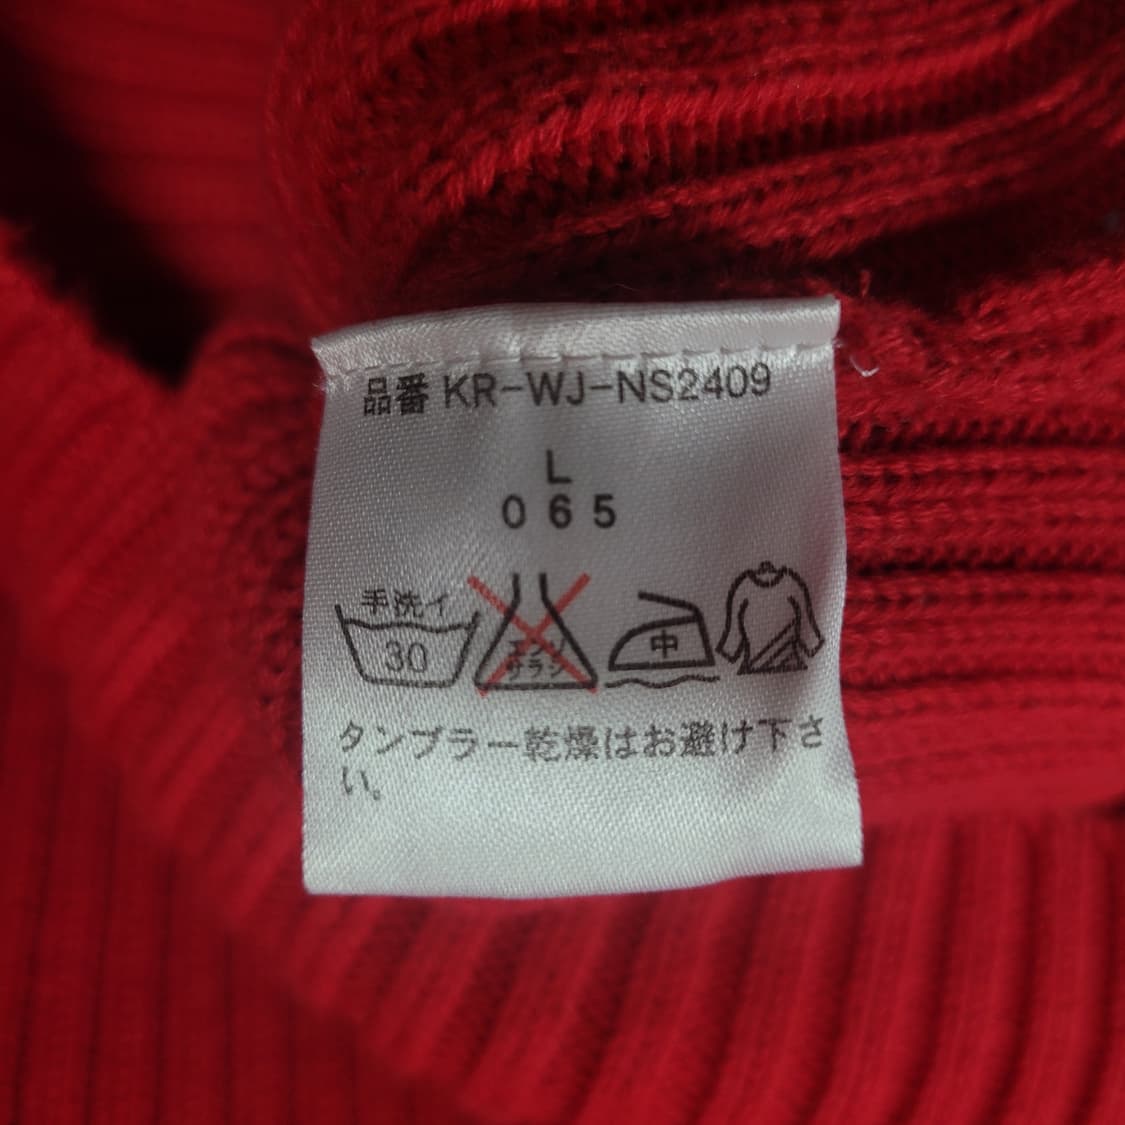 品番 KR-WJ-NS2409
L
065
手洗イ
30
エンソ
サラシ
中
タンブラー乾燥はお避け下さ
い。